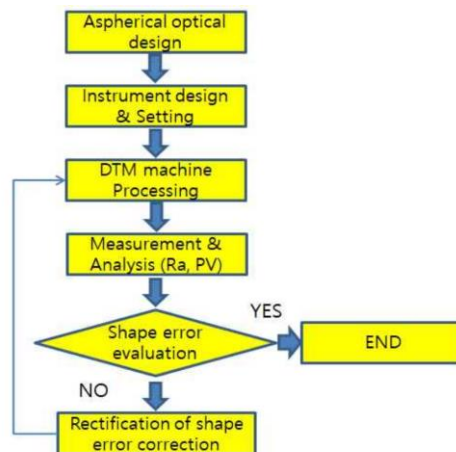 Aspherical optical
design
Instrument design
& Setting
DTM machine
Processing
Measurement &
Analysis (Ra, PV)
Shape error
evaluation
YES
END
NO
Rectification of shape
error correction